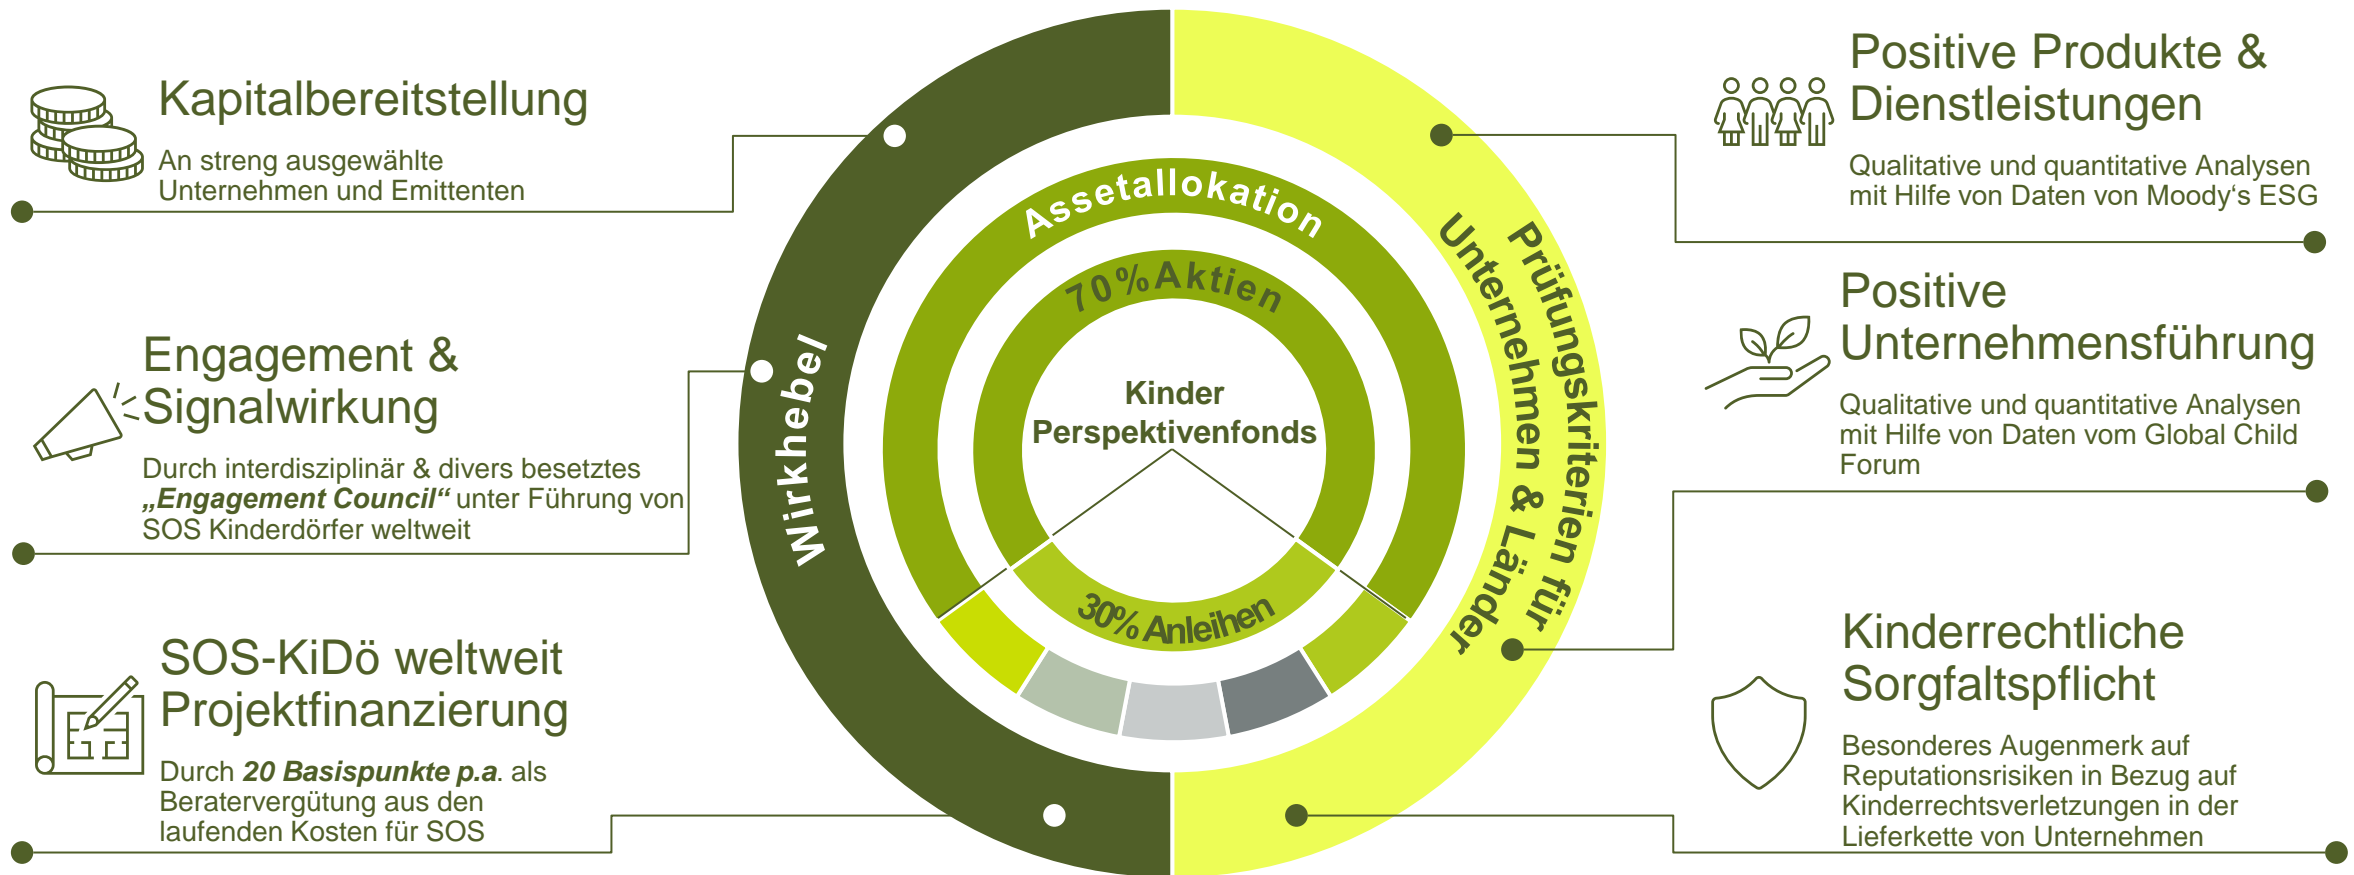 Kapitalbereitstellung
An streng ausgewählte
Unternehmen und Emittenten
Engagement &
Signalwirkung
Durch interdisziplinär & divers besetztes
„Engagement Council“ unter Führung von
SOS Kinderdörfer weltweit
SOS-KiDö weltweit
Projektfinanzierung
Durch 20 Basispunkte p.a. als
Beratervergütung aus den
laufenden Kosten für SOS
Wirkhebel
Assetallokation
70%Aktien
Kinder
Perspektivenfonds
30% Anleihen
Prüfungskriterien für
Unternehmen & Länder
Positive Produkte &
Dienstleistungen
Qualitative und quantitative Analysen
mit Hilfe von Daten von Moody‘s ESG
Positive
Unternehmensführung
Qualitative und quantitative Analysen
mit Hilfe von Daten vom Global Child
Forum
Kinderrechtliche
Sorgfaltspflicht
Besonderes Augenmerk auf
Reputationsrisiken in Bezug auf
Kinderrechtsverletzungen in der
Lieferkette von Unternehmen